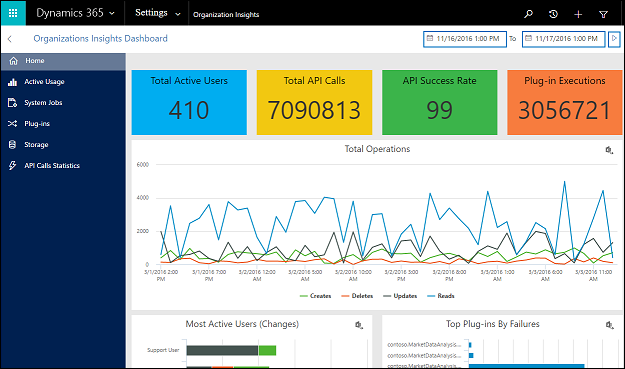 Dynamics 365 Settings Organization Insights
Organizations Insights Dashboard 11/16/2016 1:00 PM To 11/17/2016 1:00 PM
Home
Active Usage
System Jobs
Plug-ins
Storage
API Calls Statistics
Total Active Users
410
Total API Calls
7090813
API Success Rate
99
Plug-in Executions
3056721
Total Operations
6000
4000
2000
0
3/1/2016 2:00 PM
3/1/2016 7:00 PM
3/2/2016 12:00 AM
3/2/2016 5:00 AM
3/2/2016 10:00 AM
3/2/2016 3:00 PM
3/2/2016 8:00 PM
3/3/2016 1:00 AM
3/3/2016 6:00 AM
3/3/2016 11:00 AM
Creates Deletes Updates Reads
Most Active Users (Changes)
Support User
Top Plug-ins By Failures
contoso.MarketDataAnalysis...
contoso.MarketDataAnalysis...
contoso.MarketDataAnalysis...